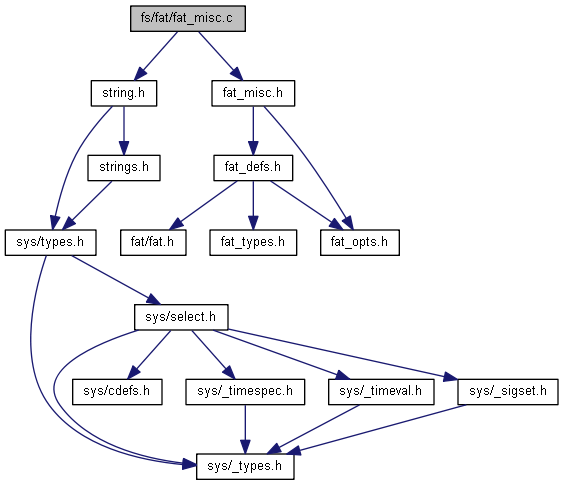 fs/fat/fat_misc.c
string.h
fat_misc.h
strings.h
fat_defs.h
sys/types.h
fat/fat.h
fat_types.h
fat_opts.h
sys/select.h
sys/cdefs.h
sys/_timespec.h
sys/_timeval.h
sys/_sigset.h
sys/_types.h